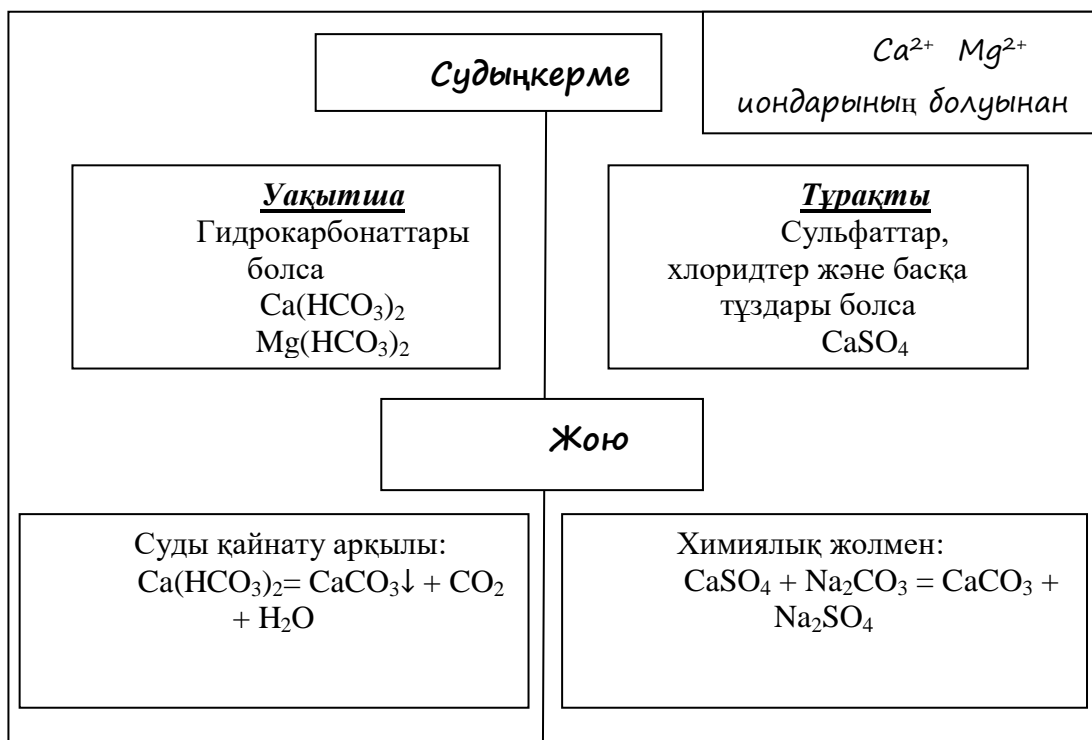 Судыңкерме
Ca²⁺ Mg²⁺
иондарының болуынан
Уақытша
Гидрокарбонаттары
болса
Ca(HCO₃)₂
Mg(HCO₃)₂
Тұрақты
Сульфаттар,
хлоридтер және басқа
тұздары болса
CaSO₄
Жою
Суды қайнату арқылы:
Ca(HCO₃)₂= CaCO₃↓ + CO₂
+ H₂O
Химиялық жолмен:
CaSO₄ + Na₂CO₃ = CaCO₃ +
Na₂SO₄